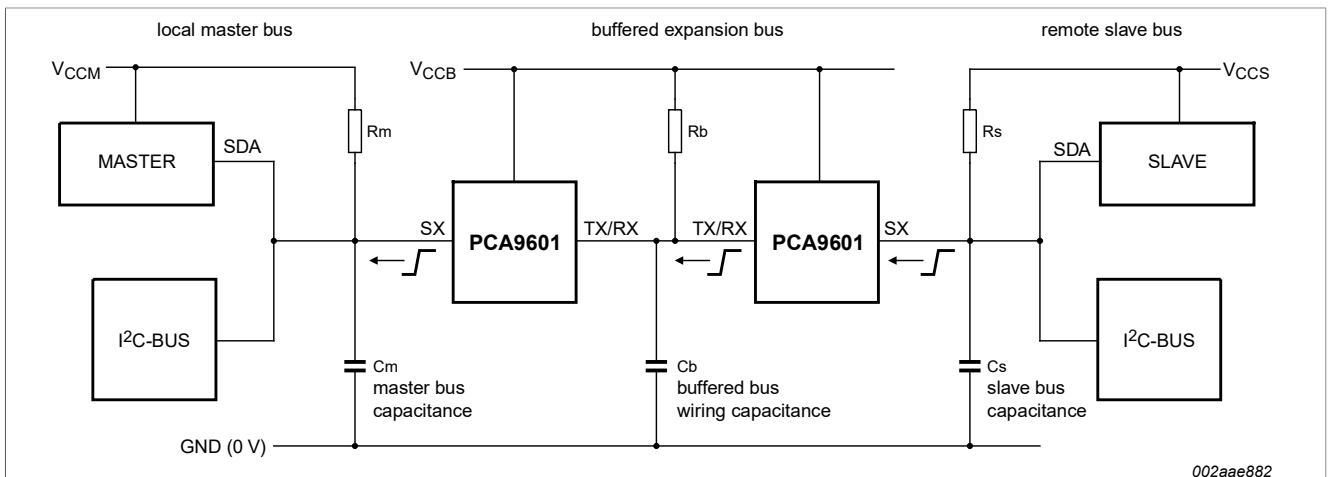 local master bus
buffered expansion bus
remote slave bus
VCCM
VCCB
VCCS
Rm
Rb
Rs
MASTER
SDA
SDA
SLAVE
SX
PCA9601
TX/RX
TX/RX
PCA9601
SX
I²C-BUS
I²C-BUS
Cm
master bus
capacitance
Cb
buffered bus
wiring capacitance
Cs
slave bus
capacitance
GND (0 V)
002aae882